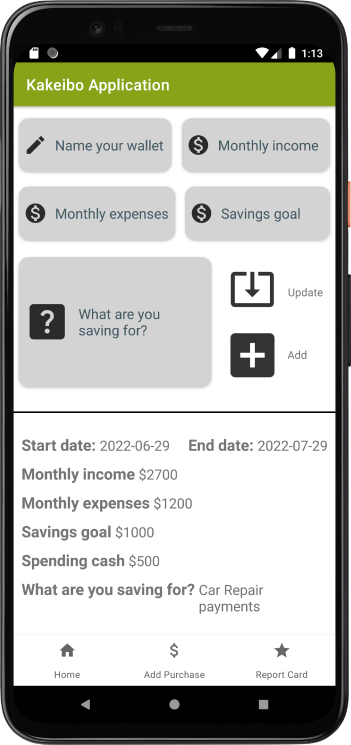 1:13
Kakeibo Application
Name your wallet
Monthly income
Monthly expenses
Savings goal
What are you
saving for?
Update
Add
Start date: 2022-06-29 End date: 2022-07-29
Monthly income $2700
Monthly expenses $1200
Savings goal $1000
Spending cash $500
What are you saving for? Car Repair
payments
Home
Add Purchase
Report Card